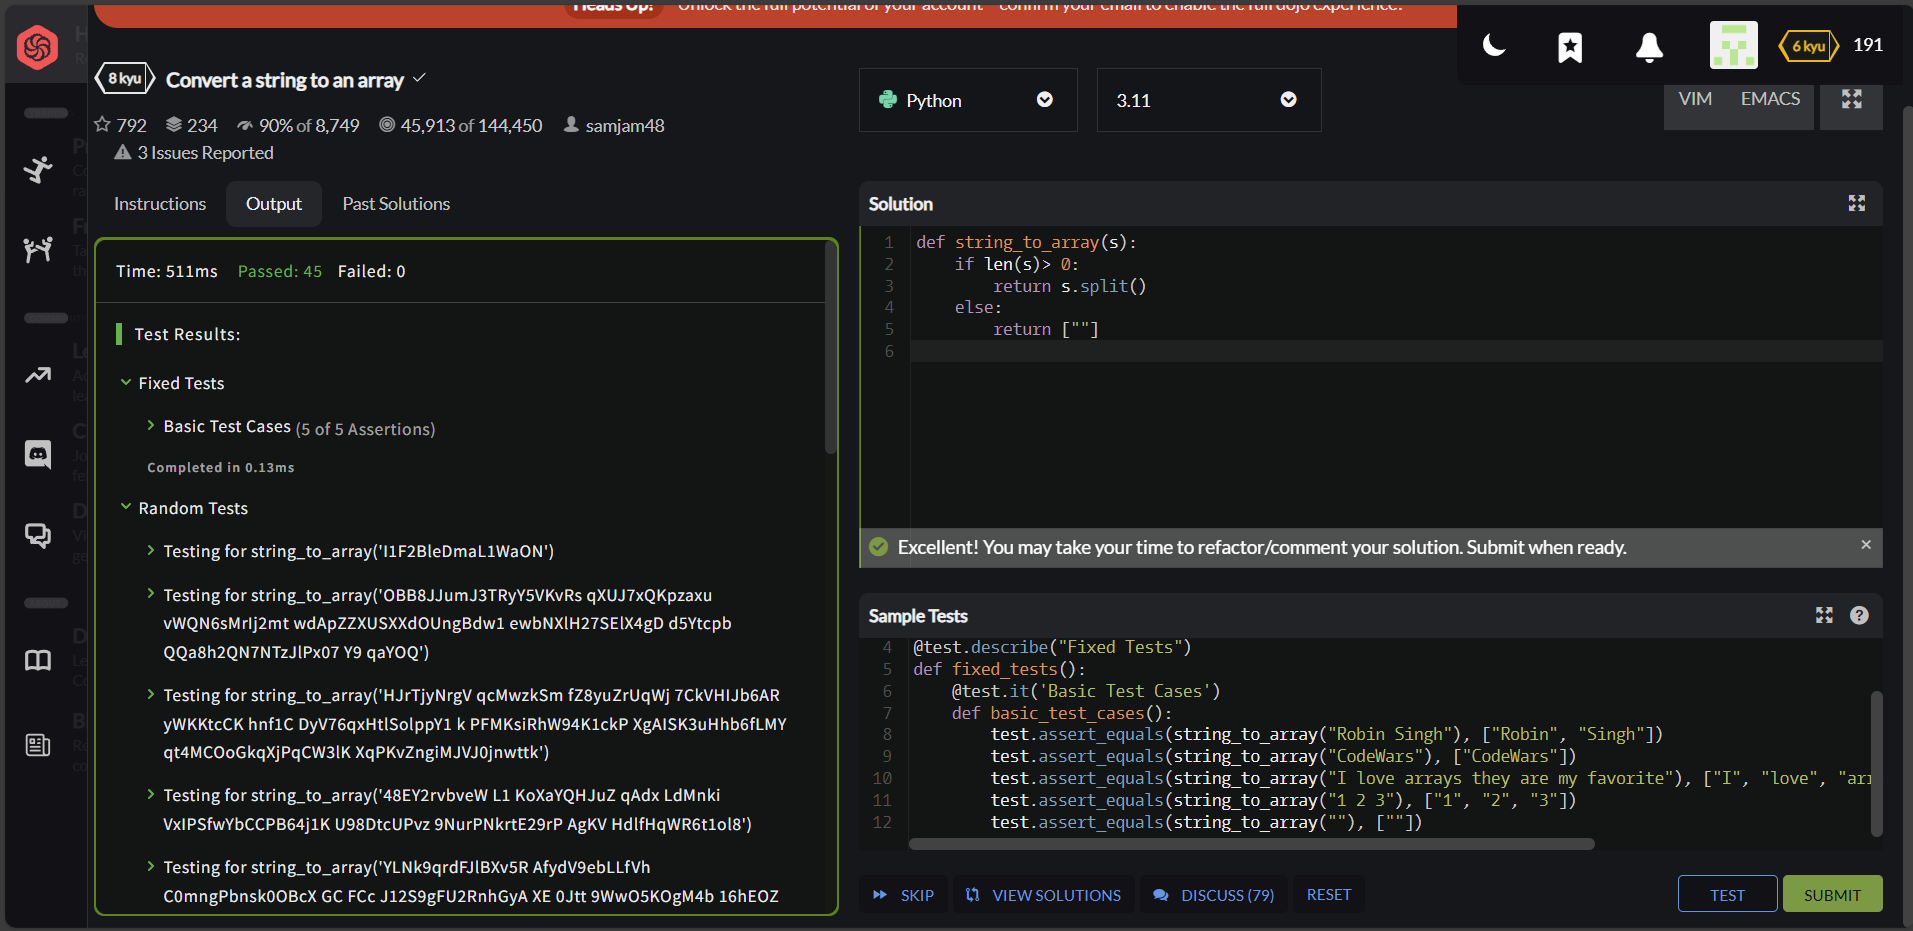 Heads Up! Unlock the full potential of your account - confirm your email to enable the full dojo experience!
6 kyu 191
8 kyu Convert a string to an array
792 234 90% of 8,749 45,913 of 144,450 samjam48
3 Issues Reported
Python
3.11
VIM EMACS
Instructions Output Past Solutions
Time: 511ms Passed: 45 Failed: 0
Test Results:
Fixed Tests
Basic Test Cases (5 of 5 Assertions)
Completed in 0.13ms
Random Tests
Testing for string_to_array('I1F2BleDmaL1WaON')
Testing for string_to_array('OBB8JJumJ3TRyY5VKvRs qXUJ7xQKpzaxu
vWQN6sMrIj2mt wdApZZXUSXXdOUngBdw1 ewbNXlH27SElX4gD d5Ytcpb
QQa8h2QN7NTzJlPx07 Y9 qaYOQ')
Testing for string_to_array('HJrTjyNrgV qcMwzkSm fZ8yuZrUqWj 7CkVHIJb6AR
yWKKtcCK hnf1C DyV76qxHtlSolppY1 k PFMKsiRhW94K1ckP XgAISK3uHhb6fLMY
qt4MCOoGkqXjPqCW3lK XqPKvZngiMJVJ0jnwttk')
Testing for string_to_array('48EY2rvbveW L1 KoXaYQHJuZ qAdx LdMnki
VxIPSfwYbCCPB64j1K U98DtcUPvz 9NurPNkrtE29rP AgKV HdlfHqWR6t1ol8')
Testing for string_to_array('YLNk9qrdFJlBXv5R AfydV9ebLLfVh
C0mngPbnsk0OBcX GC FCc J12S9gFU2RnhGyA XE 0Jtt 9WwO5KOgM4b 16hEOZ
Solution
1 def string_to_array(s):
2 if len(s)> 0:
3 return s.split()
4 else:
5 return [""]
6
Excellent! You may take your time to refactor/comment your solution. Submit when ready.
Sample Tests
4 @test.describe("Fixed Tests")
5 def fixed_tests():
6 @test.it('Basic Test Cases')
7 def basic_test_cases():
8 test.assert_equals(string_to_array("Robin Singh"), ["Robin", "Singh"])
9 test.assert_equals(string_to_array("CodeWars"), ["CodeWars"])
10 test.assert_equals(string_to_array("I love arrays they are my favorite"), ["I", "love", "arr
11 test.assert_equals(string_to_array("1 2 3"), ["1", "2", "3"])
12 test.assert_equals(string_to_array(""), [""])
SKIP VIEW SOLUTIONS DISCUSS (79) RESET
TEST SUBMIT